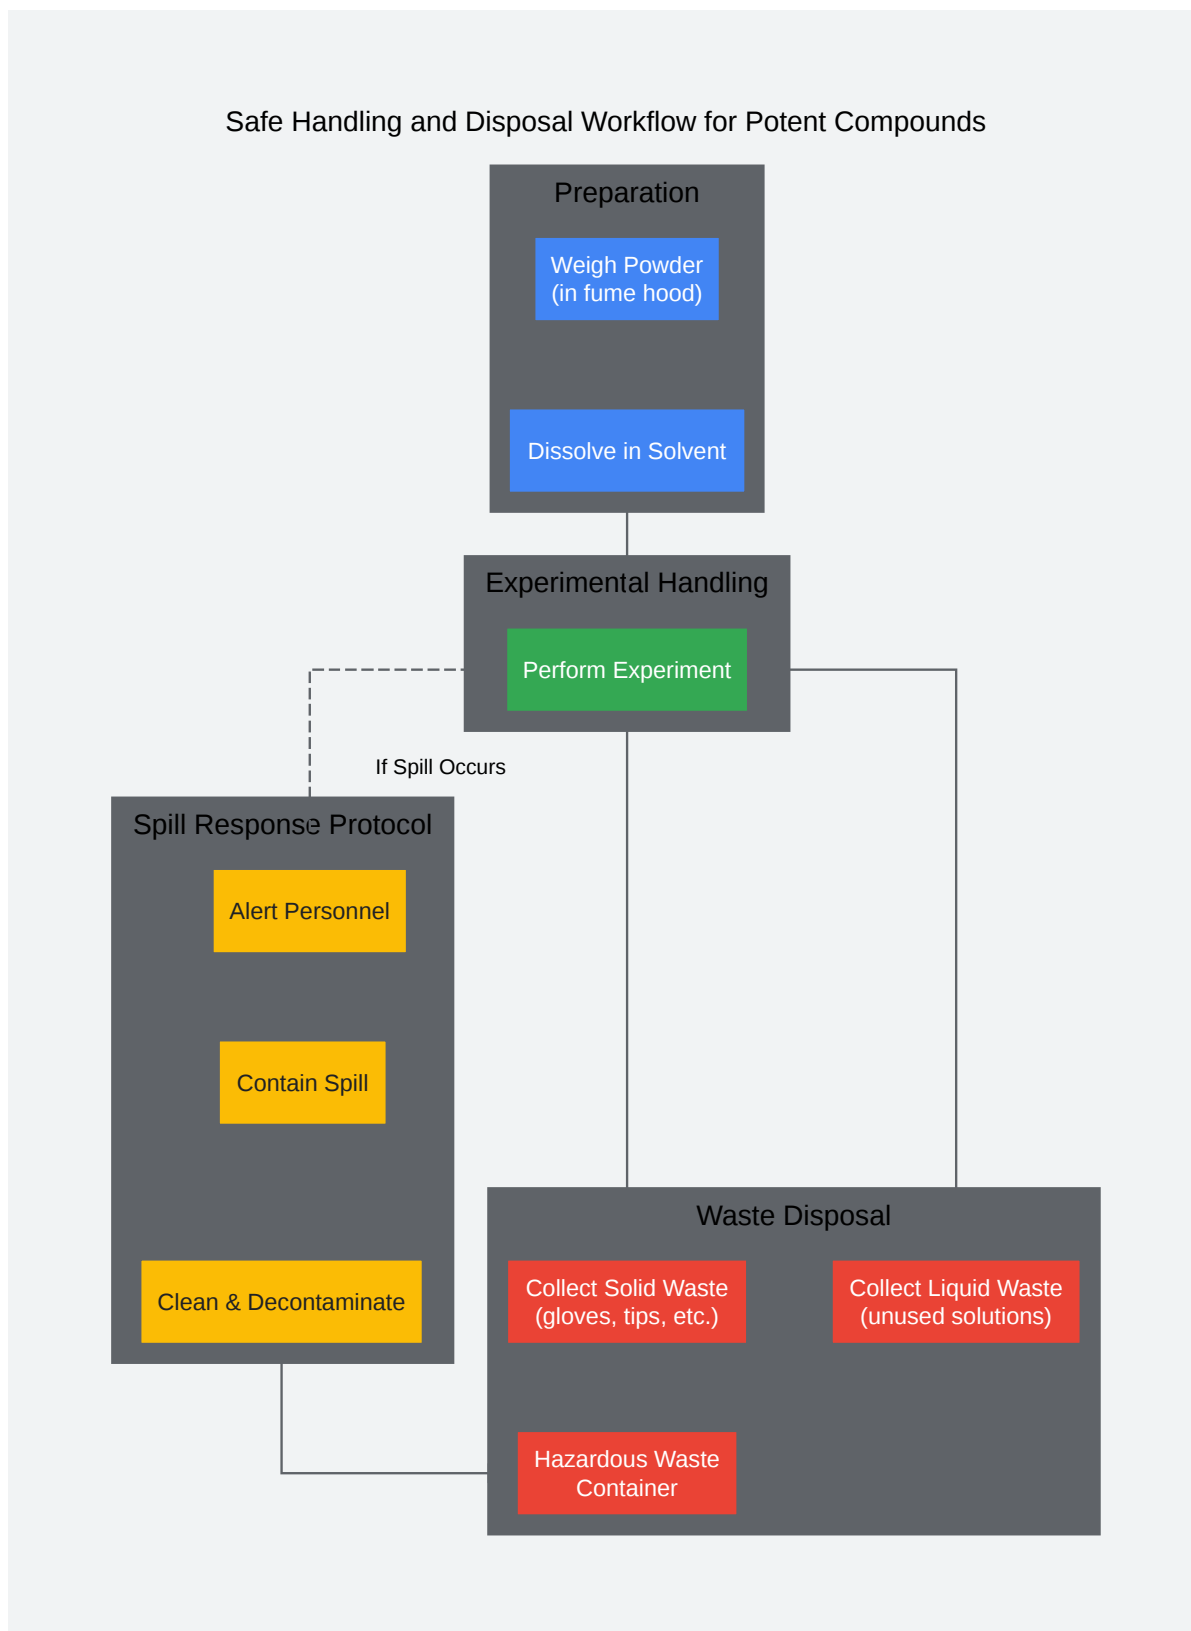 Safe Handling and Disposal Workflow for Potent Compounds
Preparation
Weigh Powder
(in fume hood)
Dissolve in Solvent
Experimental Handling
Perform Experiment
If Spill Occurs
Spill Response Protocol
Alert Personnel
Contain Spill
Clean & Decontaminate
Waste Disposal
Collect Solid Waste
(gloves, tips, etc.)
Collect Liquid Waste
(unused solutions)
Hazardous Waste
Container